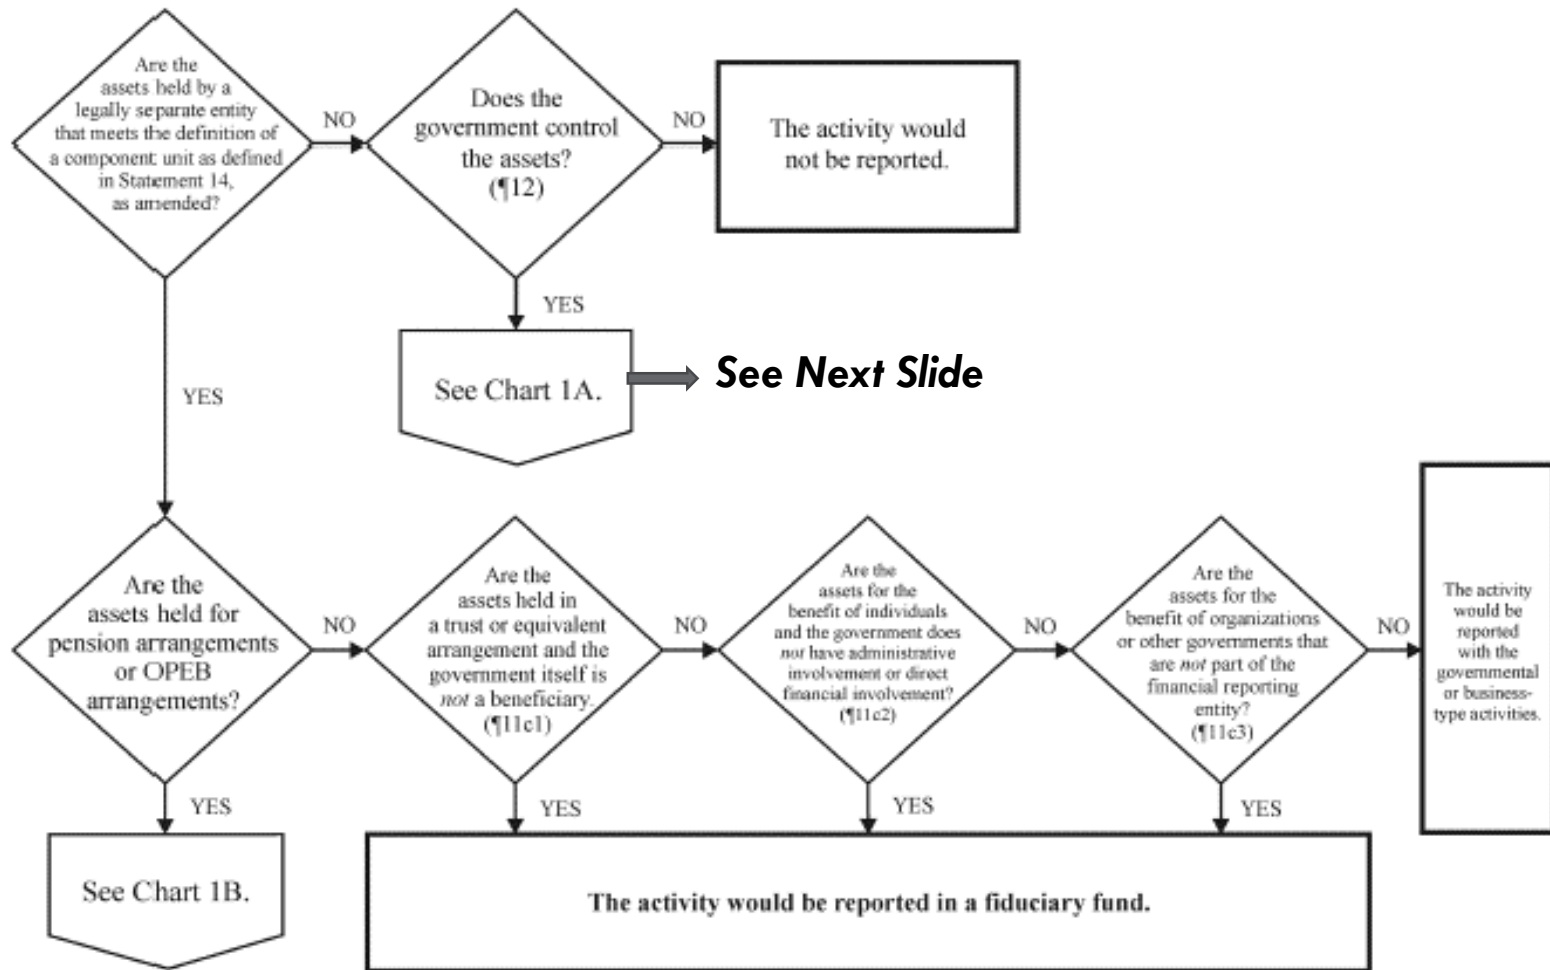 Are the
assets held by a
legally separate entity
that meets the definition of
a component unit as defined
in Statement 14,
as amended?
NO
Does the
government control
the assets?
(¶12)
NO
The activity would
not be reported.
YES
See Chart 1A.
See Next Slide
YES
Are the
assets held for
pension arrangements
or OPEB
arrangements?
NO
Are the
assets held in
a trust or equivalent
arrangement and the
government itself is
not a beneficiary.
(¶11c1)
NO
Are the
assets for the
benefit of individuals
and the government does
not have administrative
involvement or direct
financial involvement?
(¶11c2)
NO
Are the
assets for the
benefit of organizations
or other governments that
are not part of the
financial reporting
entity?
(¶11c3)
NO
The activity
would be
reported
with the
governmental
or business-
type activities.
YES
YES
YES
YES
See Chart 1B.
The activity would be reported in a fiduciary fund.